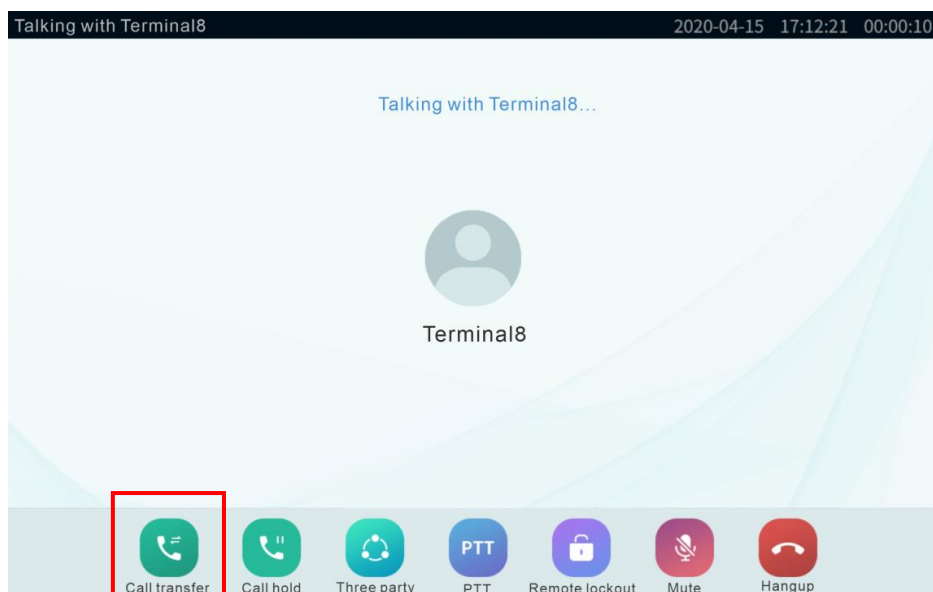 Talking with Terminal8 2020-04-15 17:12:21 00:00:10
Talking with Terminal8...
Terminal8
PTT
Call transfer Call hold Three party PTT Remote lockout Mute Hangup